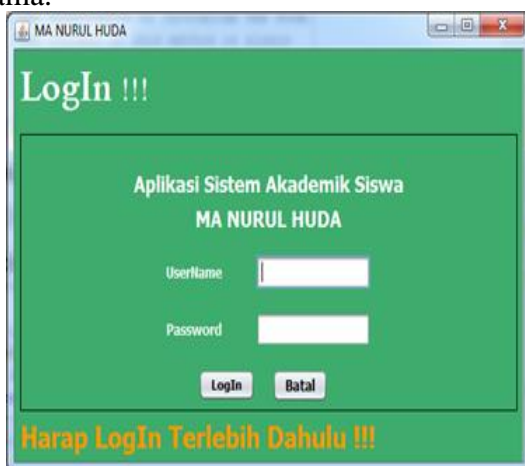 MA NURUL HUDA
LogIn !!!
Aplikasi Sistem Akademik Siswa
MA NURUL HUDA
UserName
Password
LogIn Batal
Harap LogIn Terlebih Dahulu !!!